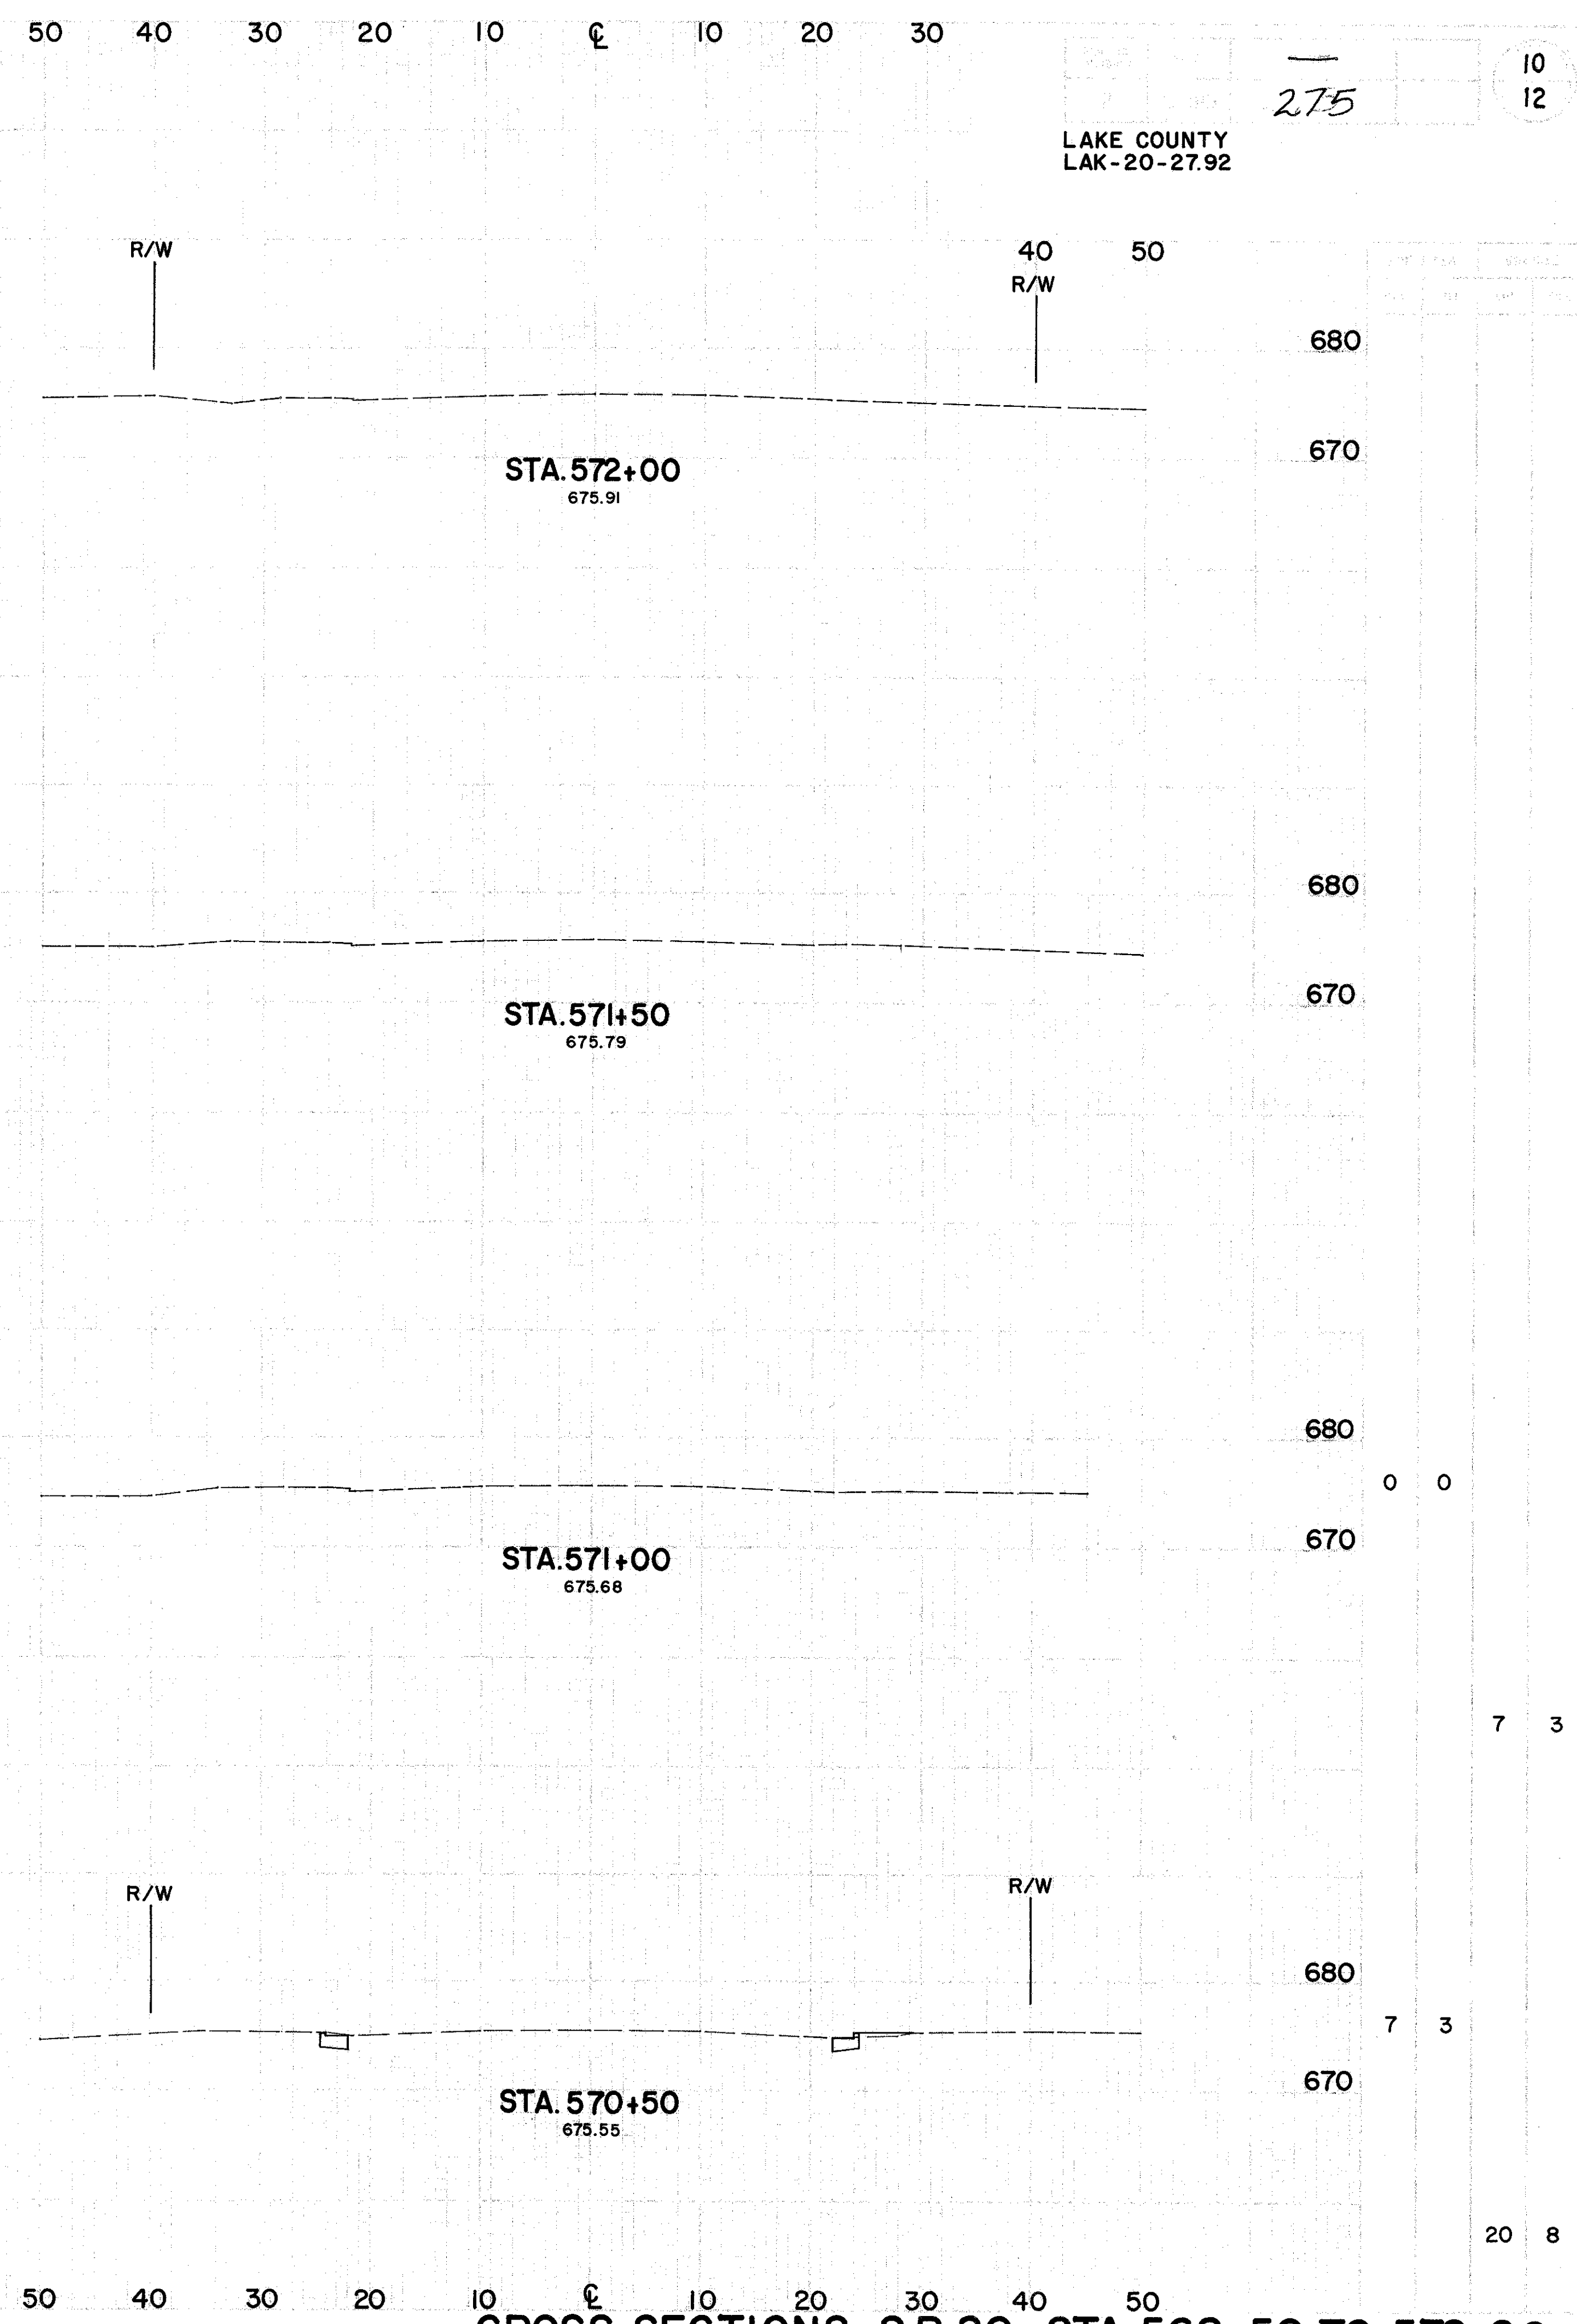 50 40 30 20 10 ℄ 10 20 30
10
12
275
LAKE COUNTY
LAK-20-27.92
R/W
40 50
R/W
680
670
STA. 572+00
675.91
680
670
STA. 571+50
675.79
680
0 0
670
STA. 571+00
675.68
7 3
R/W
R/W
680
7 3
670
STA. 570+50
675.55
20 8
50 40 30 20 10 ℄ 10 20 30 40 50